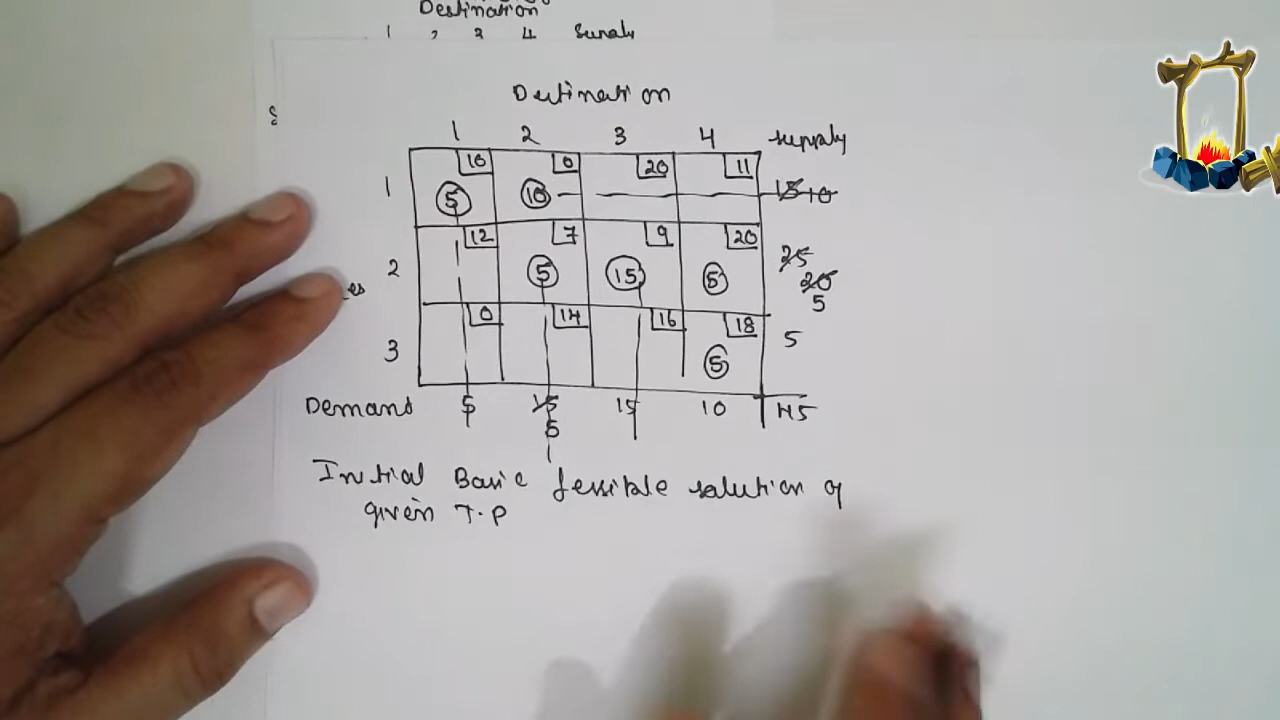 Destination
1 2 3 4 Supply
Destination
1 2 3 4 supply
10 0 20 11
1 5 10 15 10
12 7 9 20
2 5 15 5 25 20 5
0 14 16 18
3 5 5
Demand 5 15 5 15 10 45
Initial Basic fessible solution of
given T.P